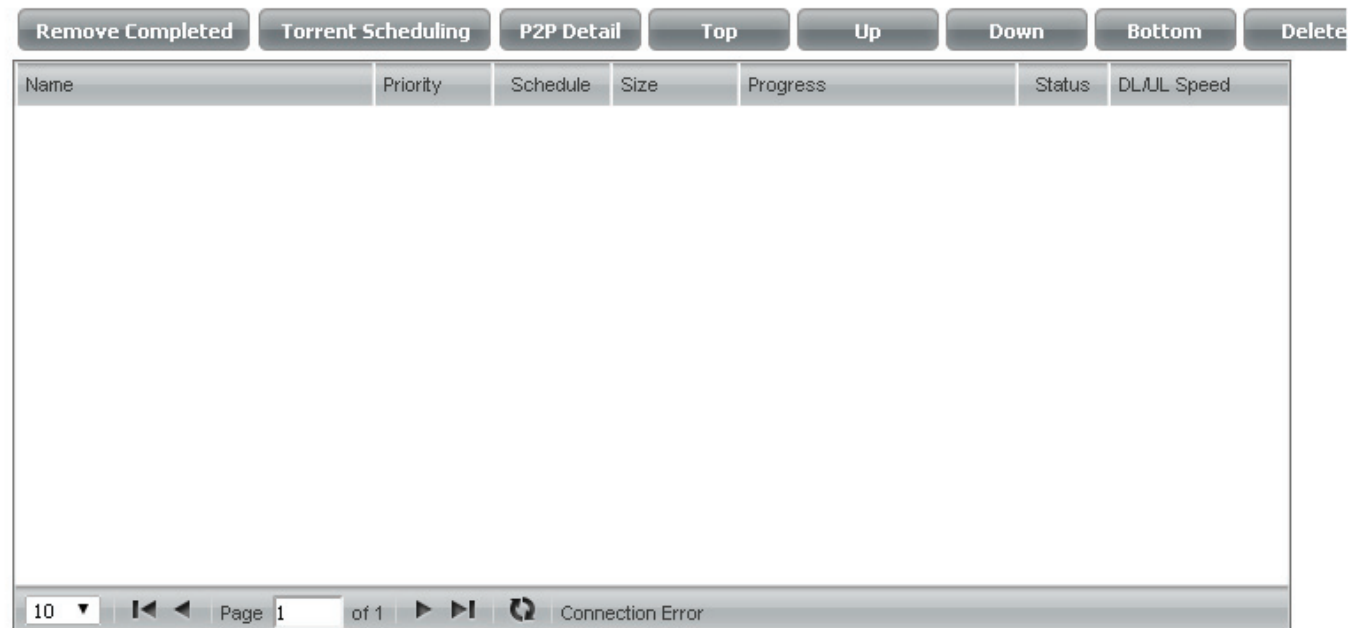 Remove Completed Torrent Scheduling P2P Detail Top Up Down Bottom Delete
Name Priority Schedule Size Progress Status DL/UL Speed
10 Page 1 of 1 Connection Error